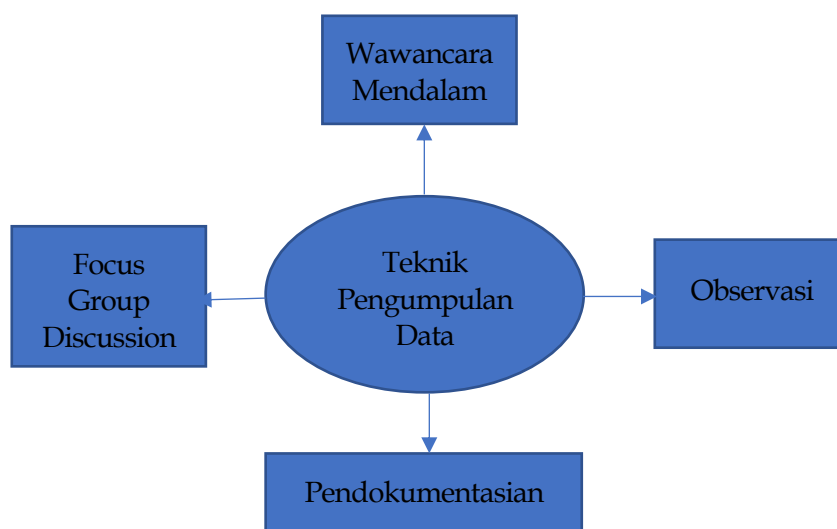 Wawancara
Mendalam
Focus
Group
Discussion
Teknik
Pengumpulan
Data
Observasi
Pendokumentasian